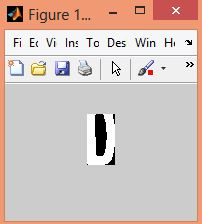 Figure 1...
Fi Ec Vi Ins To Des Win He
D